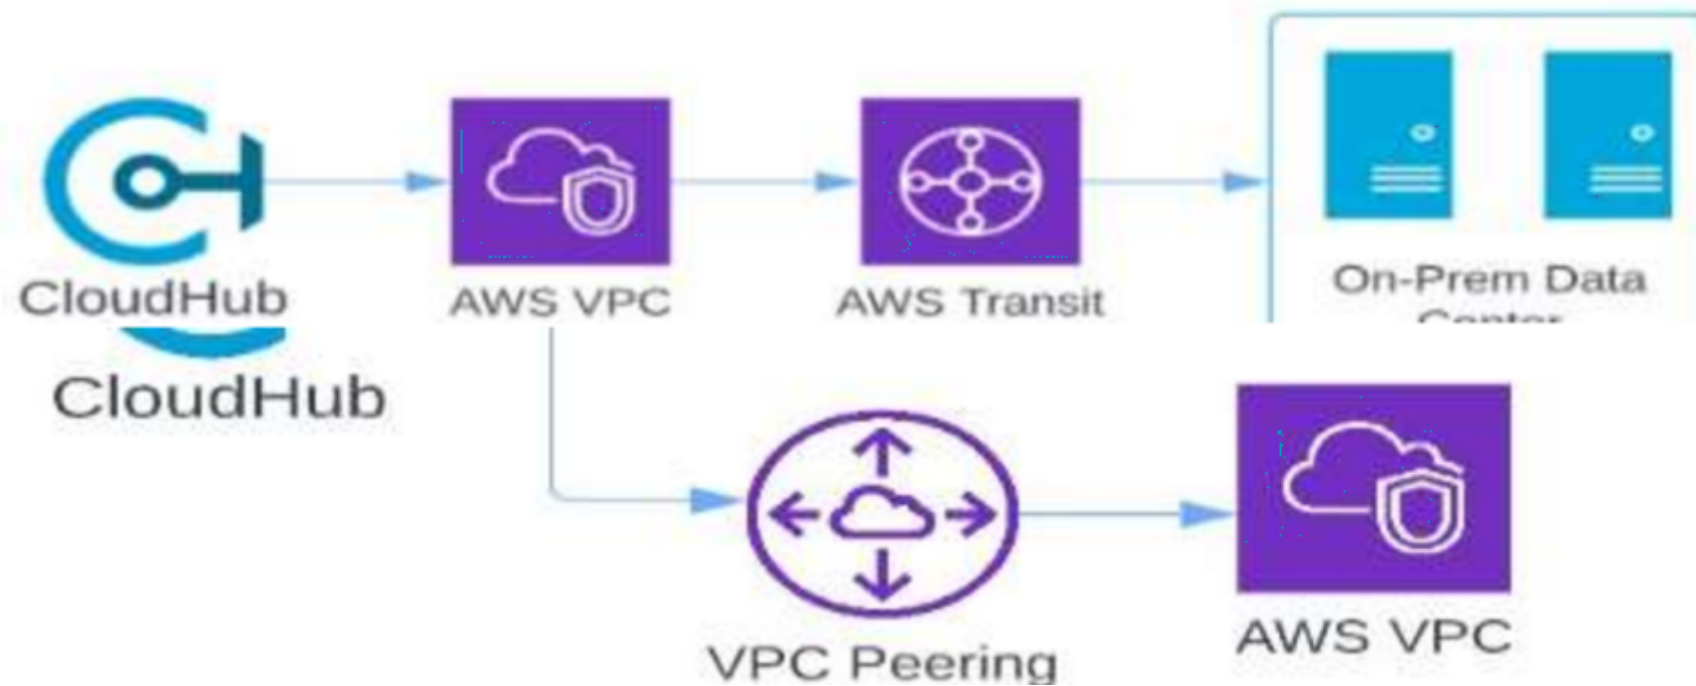 CloudHub
AWS VPC
AWS Transit
On-Prem Data
CloudHub
VPC Peering
AWS VPC